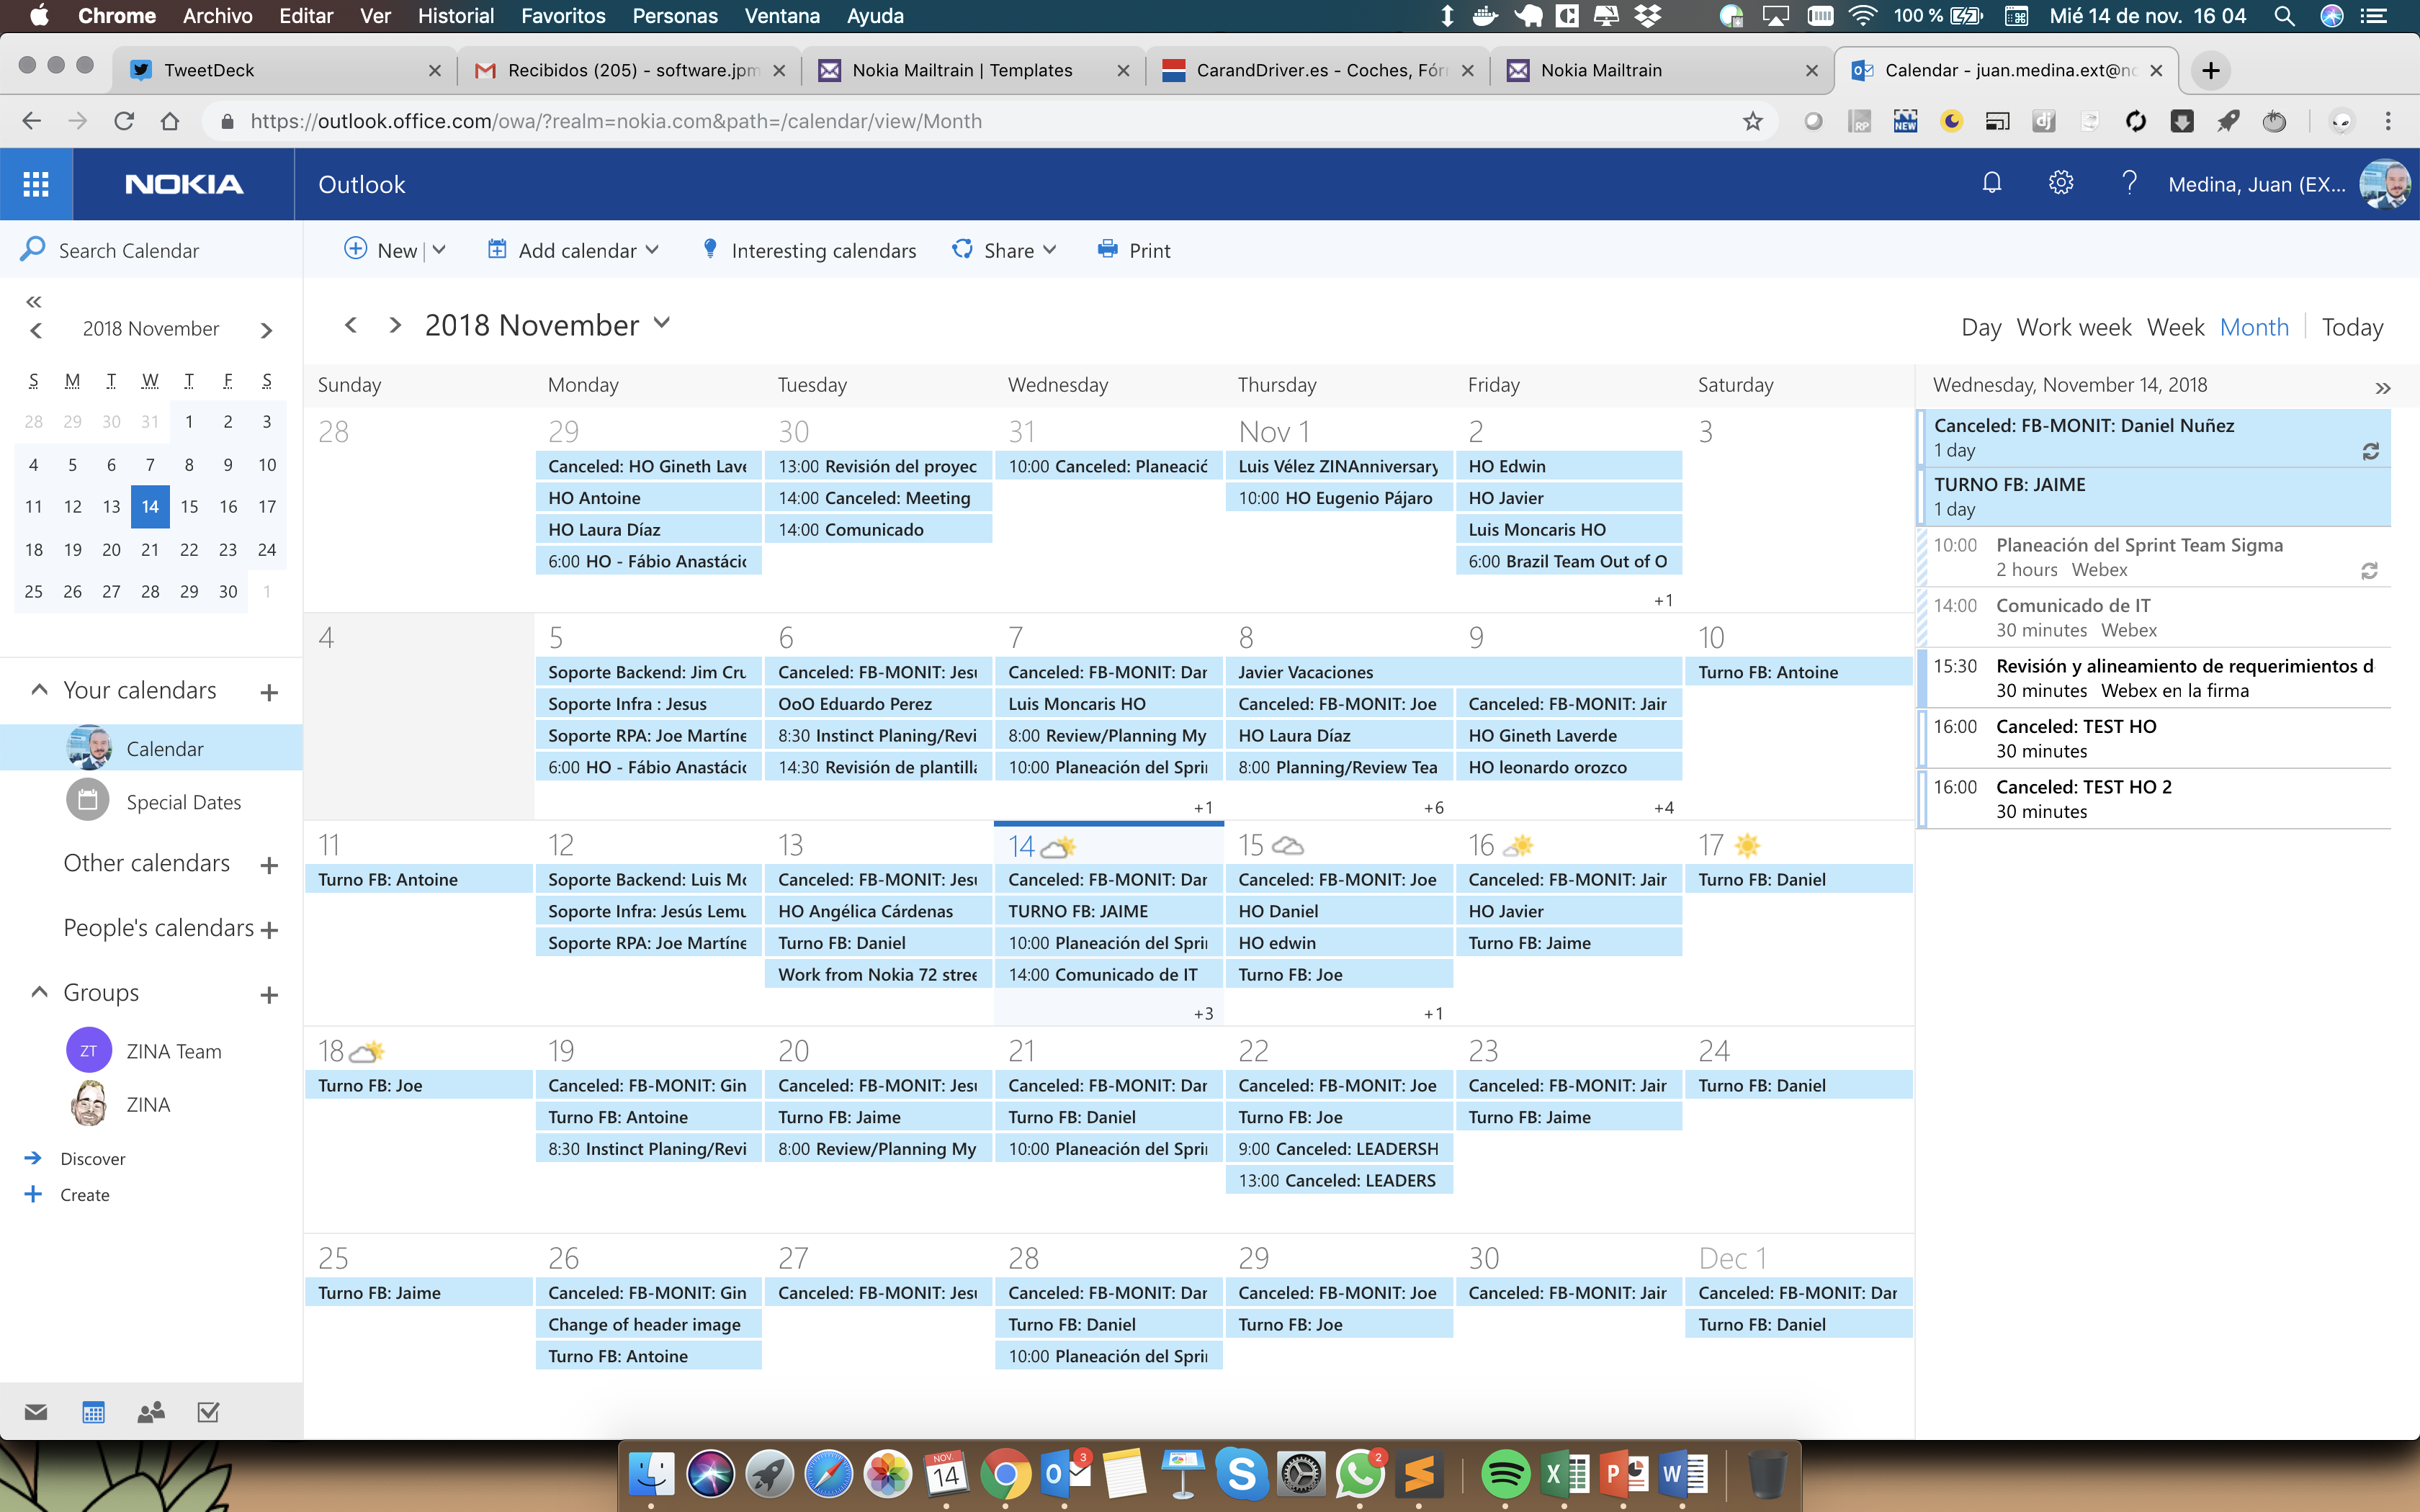 Chrome Archivo Editar Ver Historial Favoritos Personas Ventana Ayuda 100 % Mié 14 de nov. 16 04
TweetDeck Recibidos (205) - software.jpm Nokia Mailtrain | Templates CarandDriver.es - Coches, Fór Nokia Mailtrain Calendar - juan.medina.ext@no
https://outlook.office.com/owa/?realm=nokia.com&path=/calendar/view/Month
RP NEW dj
NOKIA Outlook ? Medina, Juan (EX...
Search Calendar New Add calendar Interesting calendars Share Print
2018 November
S M T W T F S
28 29 30 31 1 2 3
4 5 6 7 8 9 10
11 12 13 14 15 16 17
18 19 20 21 22 23 24
25 26 27 28 29 30 1
Your calendars
Calendar
Special Dates
Other calendars
People's calendars
Groups
ZT ZINA Team
ZINA
Discover
Create
2018 November Day Work week Week Month Today
Sunday Monday Tuesday Wednesday Thursday Friday Saturday
28 29 30 31 Nov 1 2 3
Canceled: HO Gineth Lave 13:00 Revisión del proyec 10:00 Canceled: Planeació Luis Vélez ZINAnniversary HO Edwin
HO Antoine 14:00 Canceled: Meeting 10:00 HO Eugenio Pájaro HO Javier
HO Laura Díaz 14:00 Comunicado Luis Moncaris HO
6:00 HO - Fábio Anastácio 6:00 Brazil Team Out of O
+1
4 5 6 7 8 9 10
Soporte Backend: Jim Cru Canceled: FB-MONIT: Jesu Canceled: FB-MONIT: Dar Javier Vacaciones Turno FB: Antoine
Soporte Infra : Jesus OoO Eduardo Perez Luis Moncaris HO Canceled: FB-MONIT: Joe Canceled: FB-MONIT: Jair
Soporte RPA: Joe Martíne 8:30 Instinct Planing/Revi 8:00 Review/Planning My HO Laura Díaz HO Gineth Laverde
6:00 HO - Fábio Anastácio 14:30 Revisión de plantilla 10:00 Planeación del Sprin 8:00 Planning/Review Tea HO leonardo orozco
+1 +6 +4
11 12 13 14 15 16 17
Turno FB: Antoine Soporte Backend: Luis Mo Canceled: FB-MONIT: Jesu Canceled: FB-MONIT: Dar Canceled: FB-MONIT: Joe Canceled: FB-MONIT: Jair Turno FB: Daniel
Soporte Infra: Jesús Lemu HO Angélica Cárdenas TURNO FB: JAIME HO Daniel HO Javier
Soporte RPA: Joe Martíne Turno FB: Daniel 10:00 Planeación del Sprin HO edwin Turno FB: Jaime
Work from Nokia 72 stree 14:00 Comunicado de IT Turno FB: Joe
+3 +1
18 19 20 21 22 23 24
Turno FB: Joe Canceled: FB-MONIT: Gin Canceled: FB-MONIT: Jesu Canceled: FB-MONIT: Dar Canceled: FB-MONIT: Joe Canceled: FB-MONIT: Jair Turno FB: Daniel
Turno FB: Antoine Turno FB: Jaime Turno FB: Daniel Turno FB: Joe Turno FB: Jaime
8:30 Instinct Planing/Revi 8:00 Review/Planning My 10:00 Planeación del Sprin 9:00 Canceled: LEADERSH
13:00 Canceled: LEADERS
25 26 27 28 29 30 Dec 1
Turno FB: Jaime Canceled: FB-MONIT: Gin Canceled: FB-MONIT: Jesu Canceled: FB-MONIT: Dar Canceled: FB-MONIT: Joe Canceled: FB-MONIT: Jair Canceled: FB-MONIT: Dar
Change of header image Turno FB: Daniel Turno FB: Joe Turno FB: Daniel
Turno FB: Antoine 10:00 Planeación del Sprin
Wednesday, November 14, 2018
Canceled: FB-MONIT: Daniel Nuñez
1 day
TURNO FB: JAIME
1 day
10:00 Planeación del Sprint Team Sigma
2 hours Webex
14:00 Comunicado de IT
30 minutes Webex
15:30 Revisión y alineamiento de requerimientos d
30 minutes Webex en la firma
16:00 Canceled: TEST HO
30 minutes
16:00 Canceled: TEST HO 2
30 minutes
NOV. 14 3 2